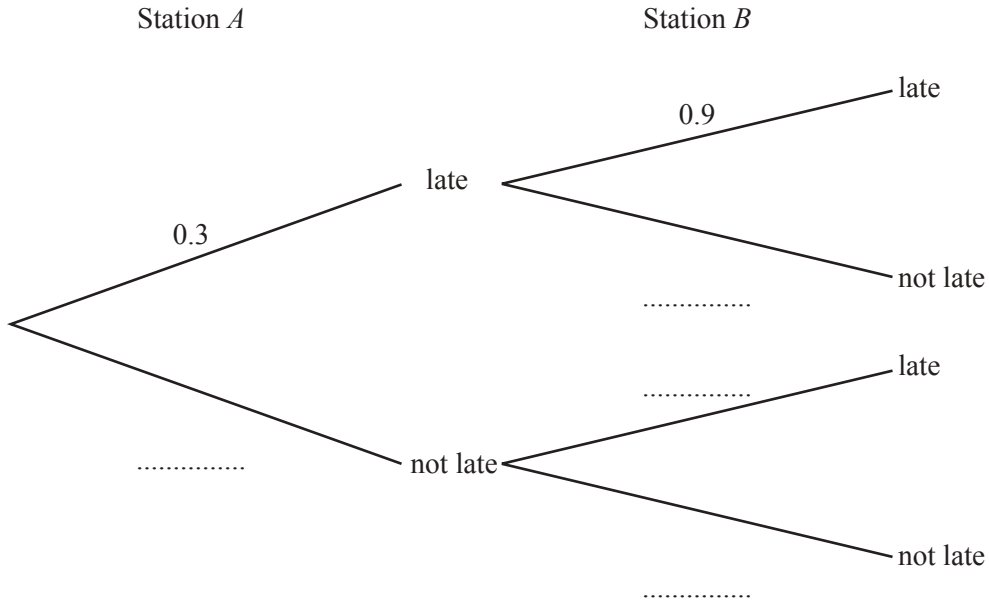 Station A Station B
late
0.9
late
0.3
not late
...............
late
...............
not late
...............
not late
...............